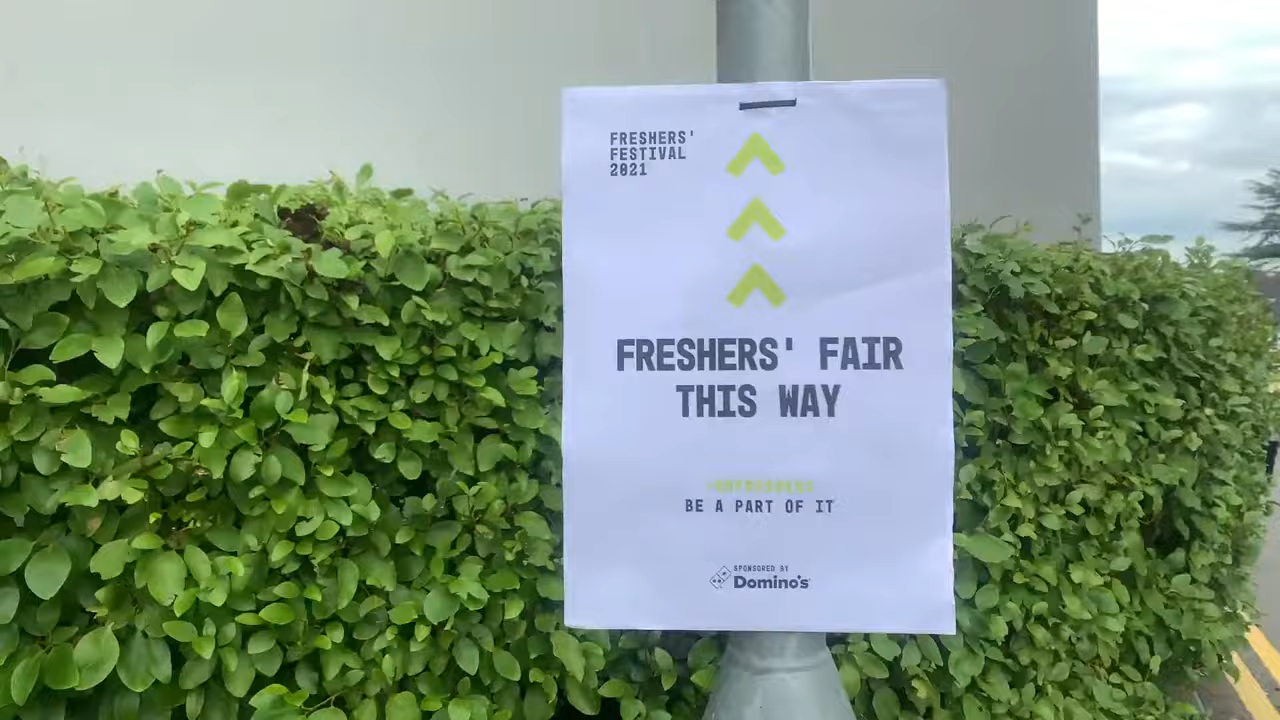 FRESHERS'
FESTIVAL
2021
FRESHERS' FAIR
THIS WAY
BE A PART OF IT
SPONSORED BY
Domino's